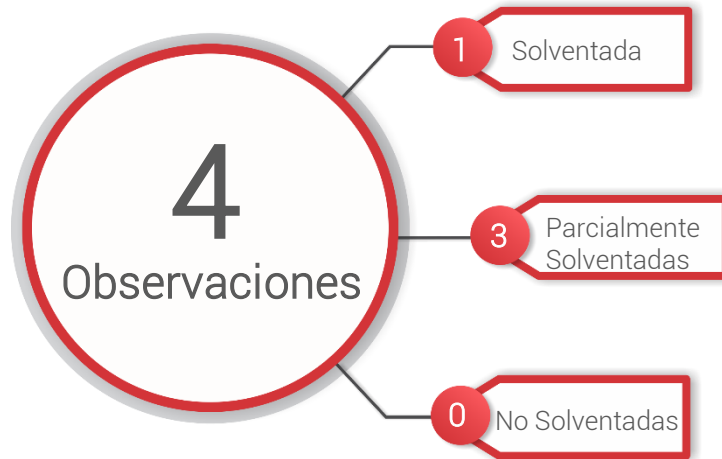 4
Observaciones
1
Solventada
3
Parcialmente
Solventadas
0
No Solventadas